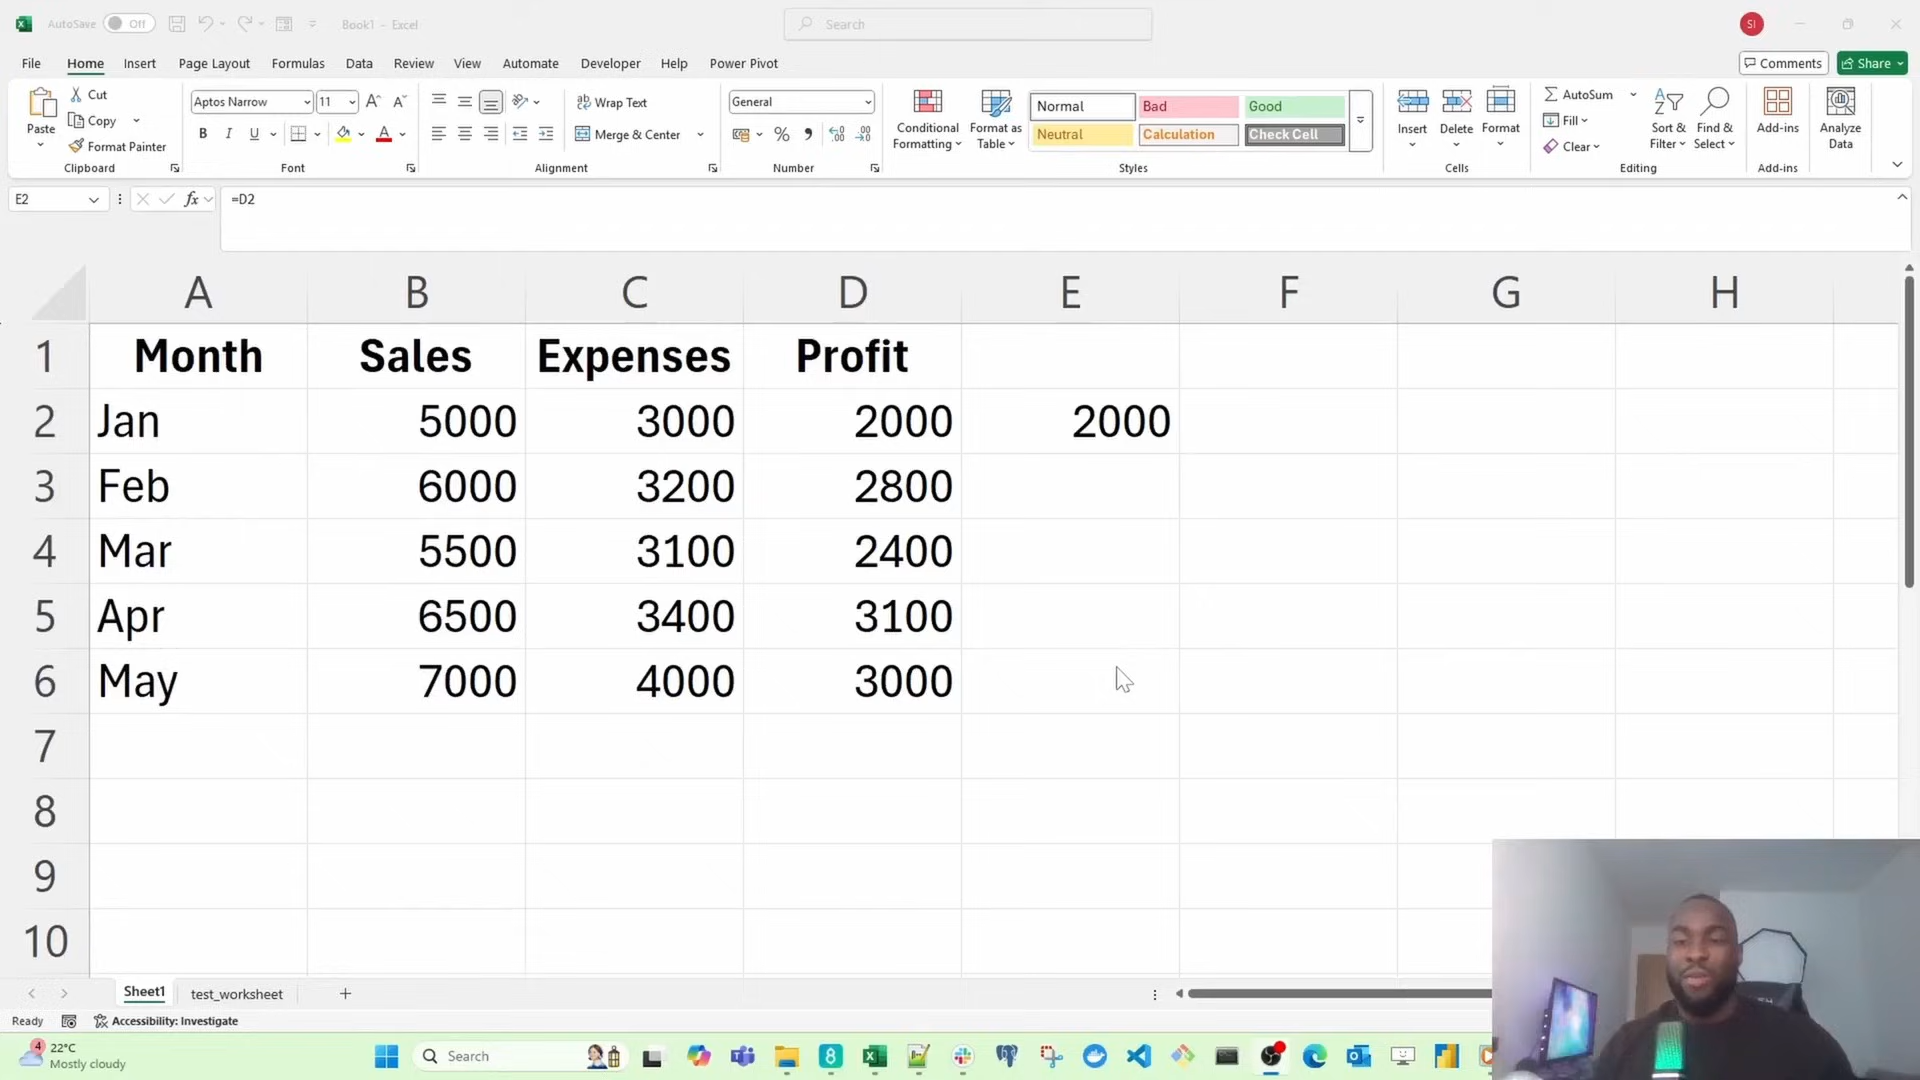 AutoSave Off Book1 – Excel Search SI
File Home Insert Page Layout Formulas Data Review View Automate Developer Help Power Pivot Comments Share
Paste Cut Copy Format Painter Clipboard
Aptos Narrow 11 B I U Font
Wrap Text Merge & Center Alignment
General % Number
Conditional Formatting Format as Table
Normal Bad Good Neutral Calculation Check Cell Styles
Insert Delete Format Cells
AutoSum Fill Clear Sort & Filter Find & Select Editing
Add-ins Add-ins
Analyze Data
E2 fx =D2
A B C D E F G H
1 Month Sales Expenses Profit
2 Jan 5000 3000 2000 2000
3 Feb 6000 3200 2800
4 Mar 5500 3100 2400
5 Apr 6500 3400 3100
6 May 7000 4000 3000
7
8
9
10
Sheet1 test_worksheet
Ready Accessibility: Investigate
4 22°C Search
Mostly cloudy